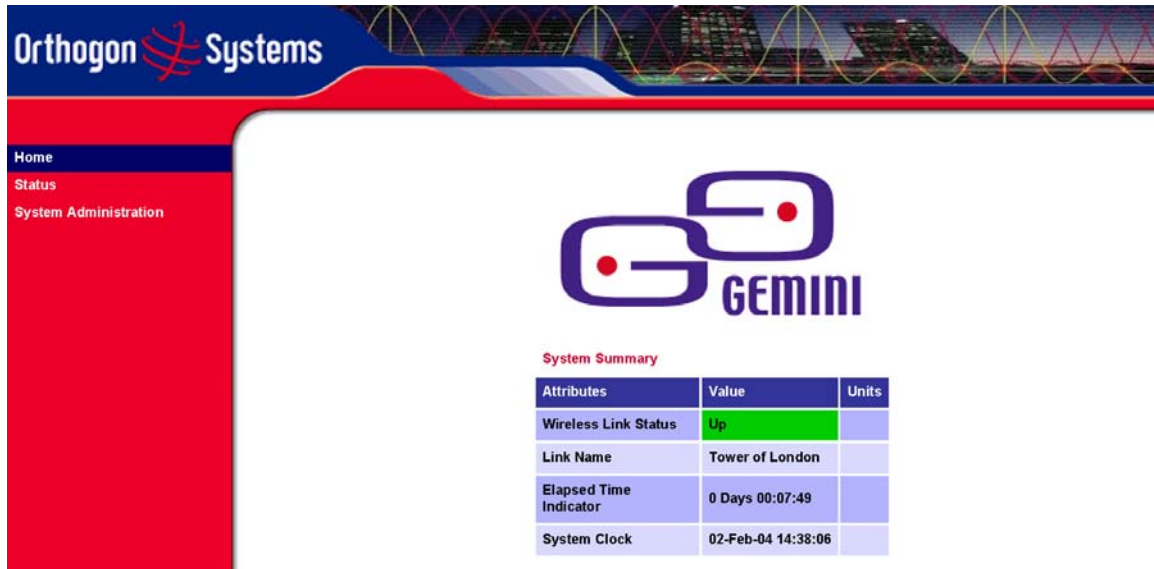 Orthogon Systems
Home
Status
System Administration
GEMINI
System Summary
Attributes Value Units
Wireless Link Status Up
Link Name Tower of London
Elapsed Time
Indicator 0 Days 00:07:49
System Clock 02-Feb-04 14:38:06